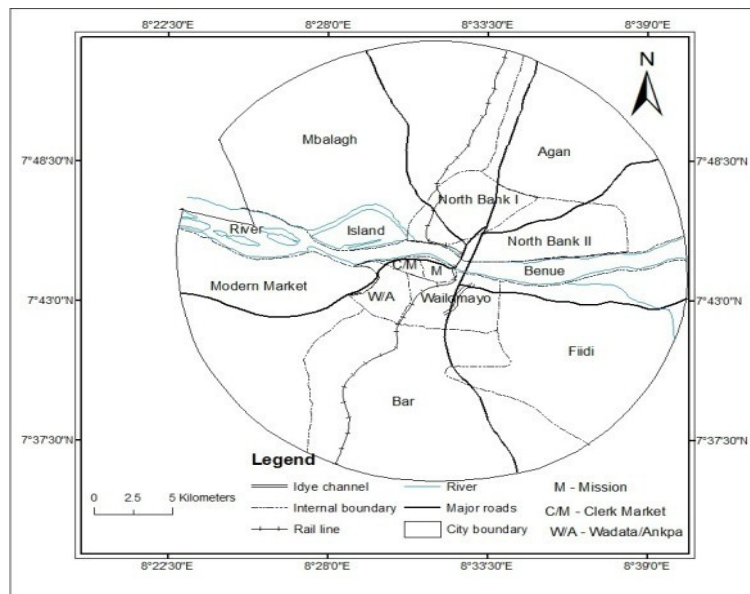 8°22'30"E 8°28'0"E 8°33'30"E 8°39'0"E
N
Mbalagh
Agan
7°48'30"N 7°48'30"N
North Bank I
River
Island
North Bank II
Benue
C/M
M
Modern Market
W/A
Wailomayo
7°43'0"N 7°43'0"N
Fiidi
Bar
7°37'30"N 7°37'30"N
Legend
Idye channel River M - Mission
0 2.5 5 Kilometers
Internal boundary Major roads C/M - Clerk Market
Rail line City boundary W/A - Wadata/Ankpa
8°22'30"E 8°28'0"E 8°33'30"E 8°39'0"E